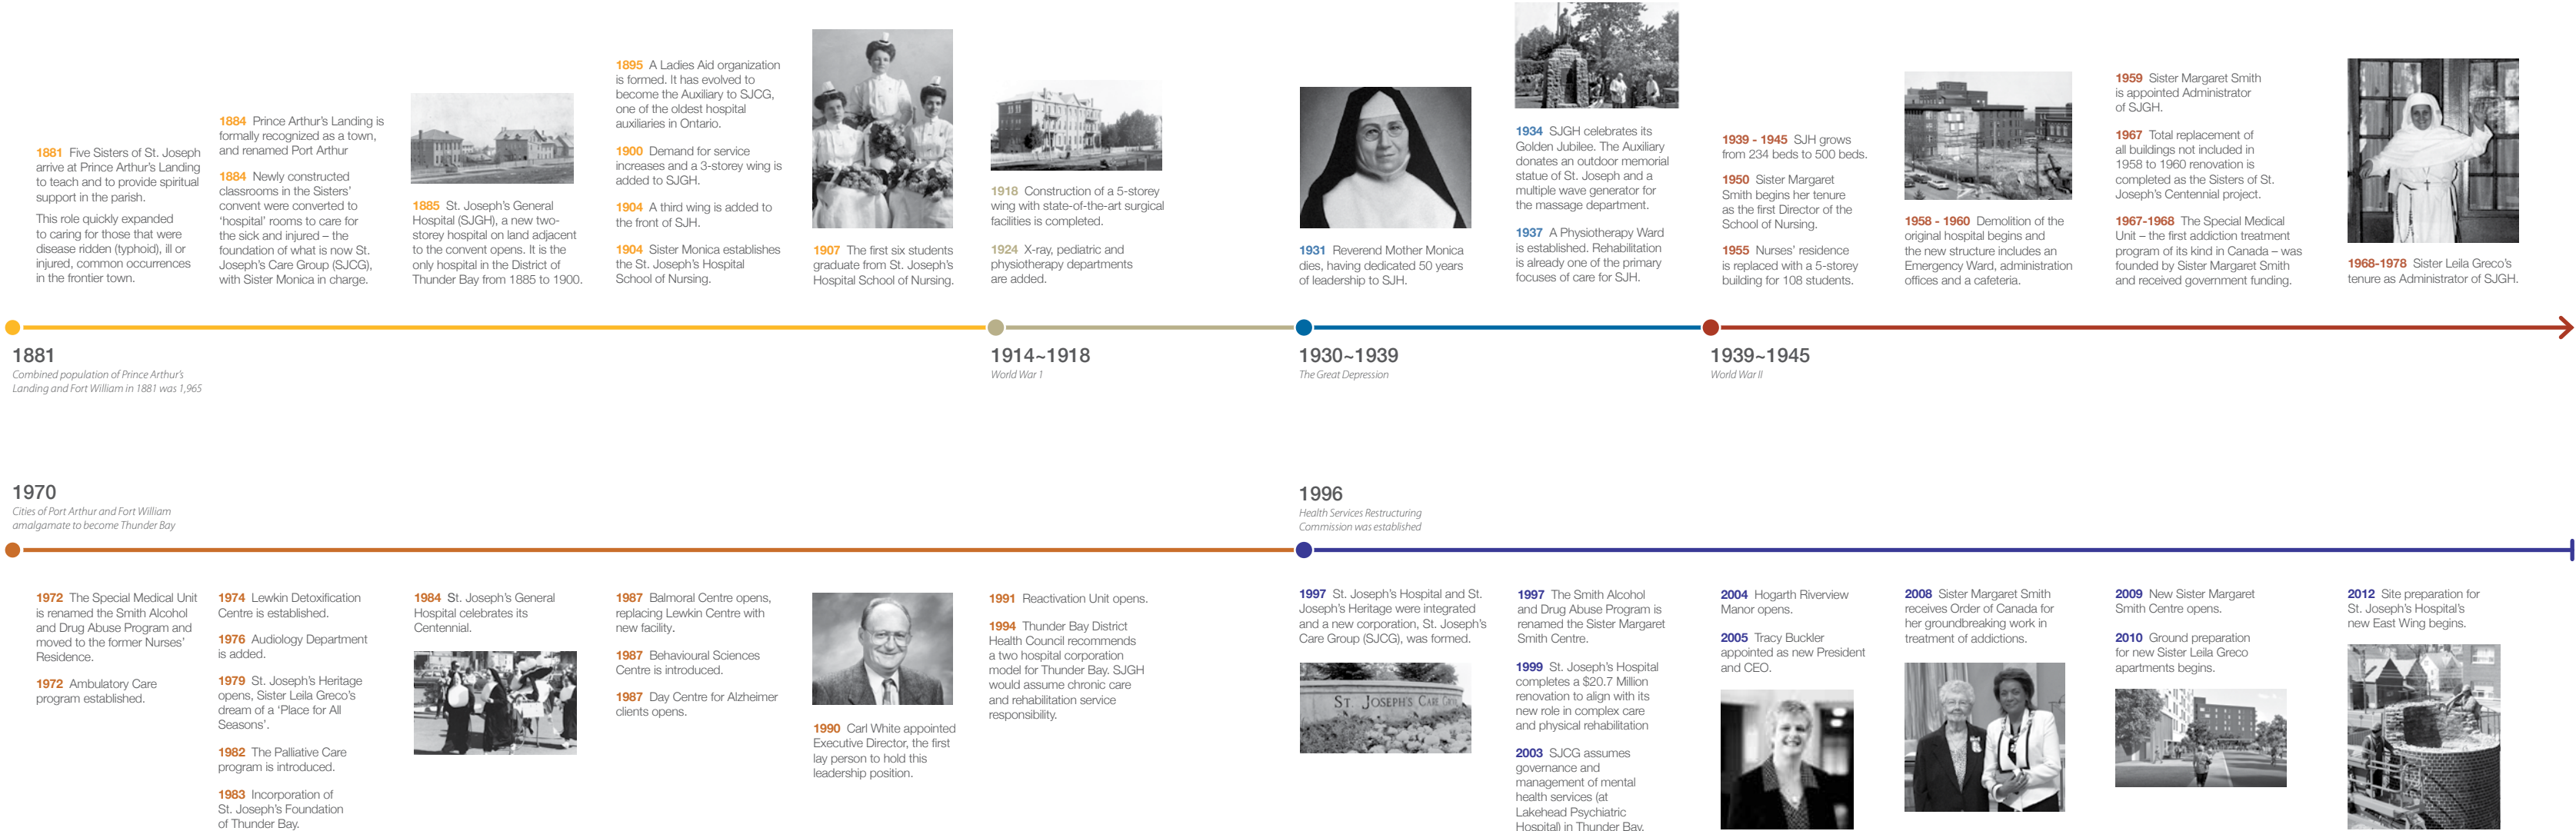 1881 Five Sisters of St. Joseph
arrive at Prince Arthur's Landing
to teach and to provide spiritual
support in the parish.
This role quickly expanded
to caring for those that were
disease ridden (typhoid), ill or
injured, common occurrences
in the frontier town.
1884 Prince Arthur's Landing is
formally recognized as a town,
and renamed Port Arthur
1884 Newly constructed
classrooms in the Sisters'
convent were converted to
'hospital' rooms to care for
the sick and injured – the
foundation of what is now St.
Joseph's Care Group (SJCG),
with Sister Monica in charge.
1885 St. Joseph's General
Hospital (SJGH), a new two-
storey hospital on land adjacent
to the convent opens. It is the
only hospital in the District of
Thunder Bay from 1885 to 1900.
1895 A Ladies Aid organization
is formed. It has evolved to
become the Auxiliary to SJCG,
one of the oldest hospital
auxiliaries in Ontario.
1900 Demand for service
increases and a 3-storey wing is
added to SJGH.
1904 A third wing is added to
the front of SJH.
1904 Sister Monica establishes
the St. Joseph's Hospital
School of Nursing.
1907 The first six students
graduate from St. Joseph's
Hospital School of Nursing.
1918 Construction of a 5-storey
wing with state-of-the-art surgical
facilities is completed.
1924 X-ray, pediatric and
physiotherapy departments
are added.
1931 Reverend Mother Monica
dies, having dedicated 50 years
of leadership to SJH.
1934 SJGH celebrates its
Golden Jubilee. The Auxiliary
donates an outdoor memorial
statue of St. Joseph and a
multiple wave generator for
the massage department.
1937 A Physiotherapy Ward
is established. Rehabilitation
is already one of the primary
focuses of care for SJH.
1939 - 1945 SJH grows
from 234 beds to 500 beds.
1950 Sister Margaret
Smith begins her tenure
as the first Director of the
School of Nursing.
1955 Nurses' residence
is replaced with a 5-storey
building for 108 students.
1958 - 1960 Demolition of the
original hospital begins and
the new structure includes an
Emergency Ward, administration
offices and a cafeteria.
1959 Sister Margaret Smith
is appointed Administrator
of SJGH.
1967 Total replacement of
all buildings not included in
1958 to 1960 renovation is
completed as the Sisters of St.
Joseph's Centennial project.
1967-1968 The Special Medical
Unit – the first addiction treatment
program of its kind in Canada – was
founded by Sister Margaret Smith
and received government funding.
1968-1978 Sister Leila Greco's
tenure as Administrator of SJGH.
1881
Combined population of Prince Arthur's
Landing and Fort William in 1881 was 1,965
1914~1918
World War 1
1930~1939
The Great Depression
1939~1945
World War II
1970
Cities of Port Arthur and Fort William
amalgamate to become Thunder Bay
1996
Health Services Restructuring
Commission was established
1972 The Special Medical Unit
is renamed the Smith Alcohol
and Drug Abuse Program and
moved to the former Nurses'
Residence.
1972 Ambulatory Care
program established.
1974 Lewkin Detoxification
Centre is established.
1976 Audiology Department
is added.
1979 St. Joseph's Heritage
opens, Sister Leila Greco's
dream of a 'Place for All
Seasons'.
1982 The Palliative Care
program is introduced.
1983 Incorporation of
St. Joseph's Foundation
of Thunder Bay.
1984 St. Joseph's General
Hospital celebrates its
Centennial.
1987 Balmoral Centre opens,
replacing Lewkin Centre with
new facility.
1987 Behavioural Sciences
Centre is introduced.
1987 Day Centre for Alzheimer
clients opens.
1990 Carl White appointed
Executive Director, the first
lay person to hold this
leadership position.
1991 Reactivation Unit opens.
1994 Thunder Bay District
Health Council recommends
a two hospital corporation
model for Thunder Bay. SJGH
would assume chronic care
and rehabilitation service
responsibility.
1997 St. Joseph's Hospital and St.
Joseph's Heritage were integrated
and a new corporation, St. Joseph's
Care Group (SJCG), was formed.
ST. JOSEPH'S CARE GROUP
1997 The Smith Alcohol
and Drug Abuse Program is
renamed the Sister Margaret
Smith Centre.
1999 St. Joseph's Hospital
completes a $20.7 Million
renovation to align with its
new role in complex care
and physical rehabilitation
2003 SJCG assumes
governance and
management of mental
health services (at
Lakehead Psychiatric
Hospital) in Thunder Bay.
2004 Hogarth Riverview
Manor opens.
2005 Tracy Buckler
appointed as new President
and CEO.
2008 Sister Margaret Smith
receives Order of Canada for
her groundbreaking work in
treatment of addictions.
2009 New Sister Margaret
Smith Centre opens.
2010 Ground preparation
for new Sister Leila Greco
apartments begins.
2012 Site preparation for
St. Joseph's Hospital's
new East Wing begins.